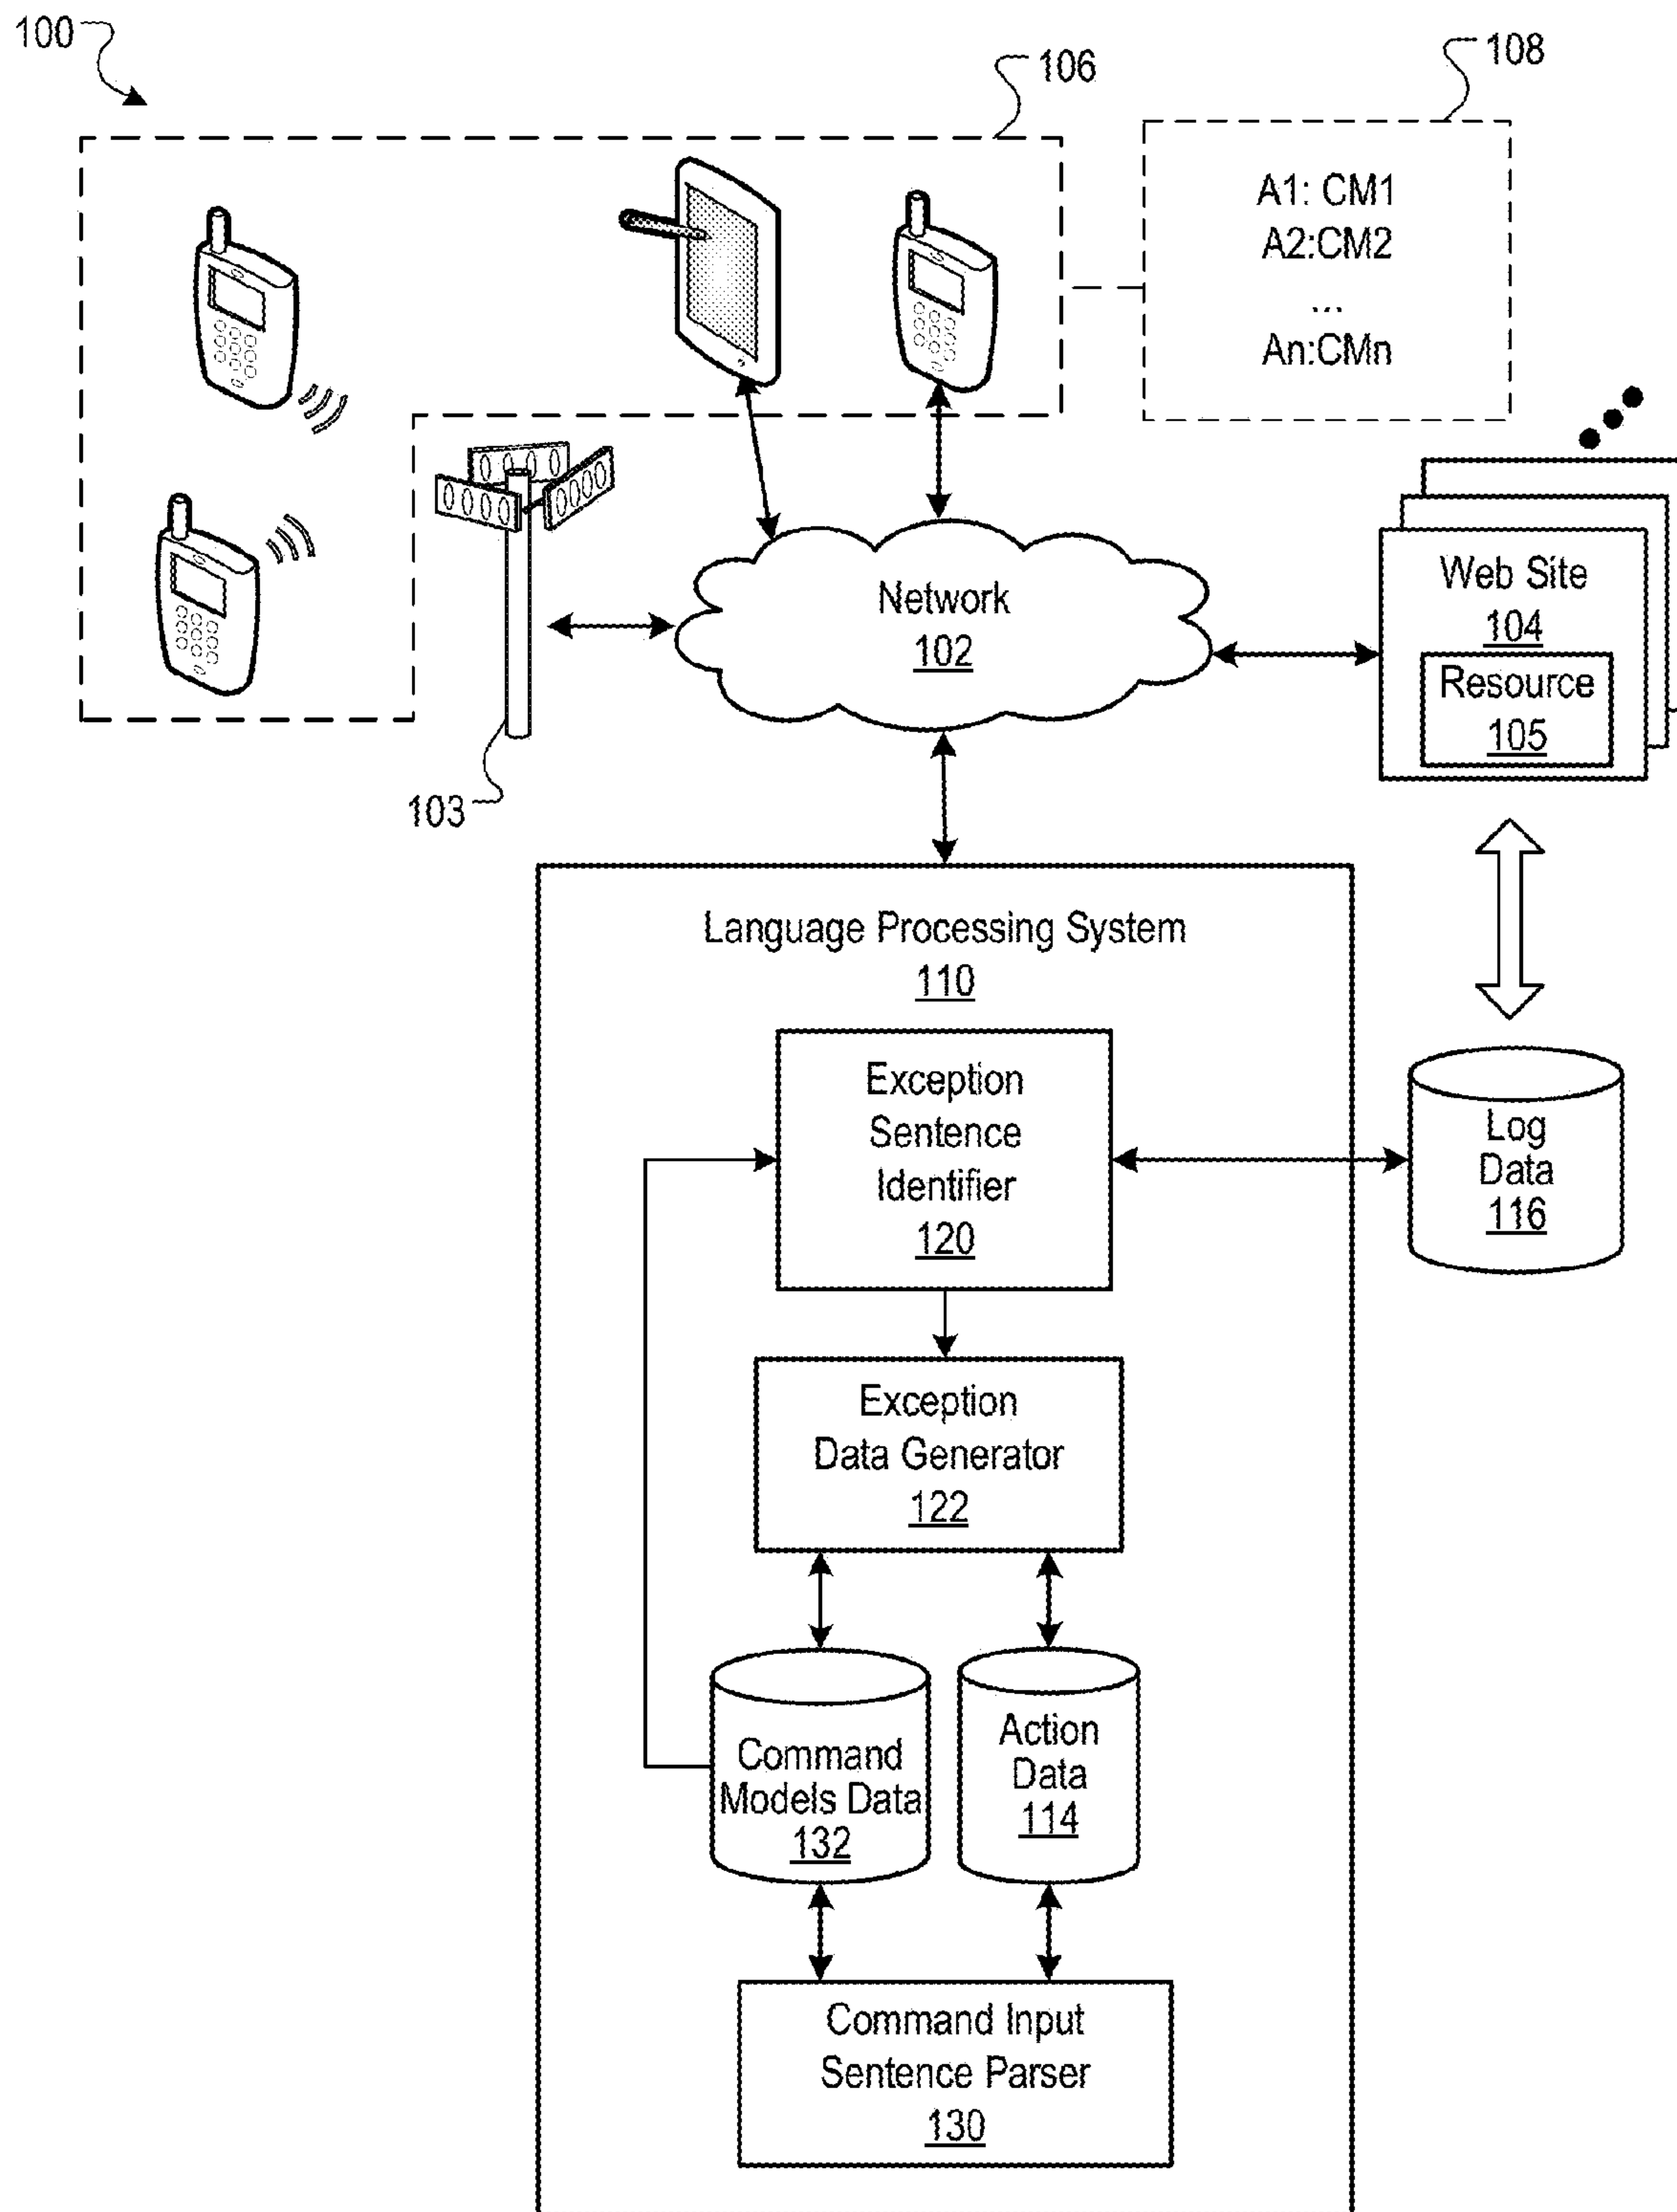 100
106
108
A1: CM1
A2:CM2
...
An:CMn
Network
102
Web Site
104
Resource
105
103
Language Processing System
110
Exception
Sentence
Identifier
120
Log
Data
116
Exception
Data Generator
122
Command
Models Data
132
Action
Data
114
Command Input
Sentence Parser
130